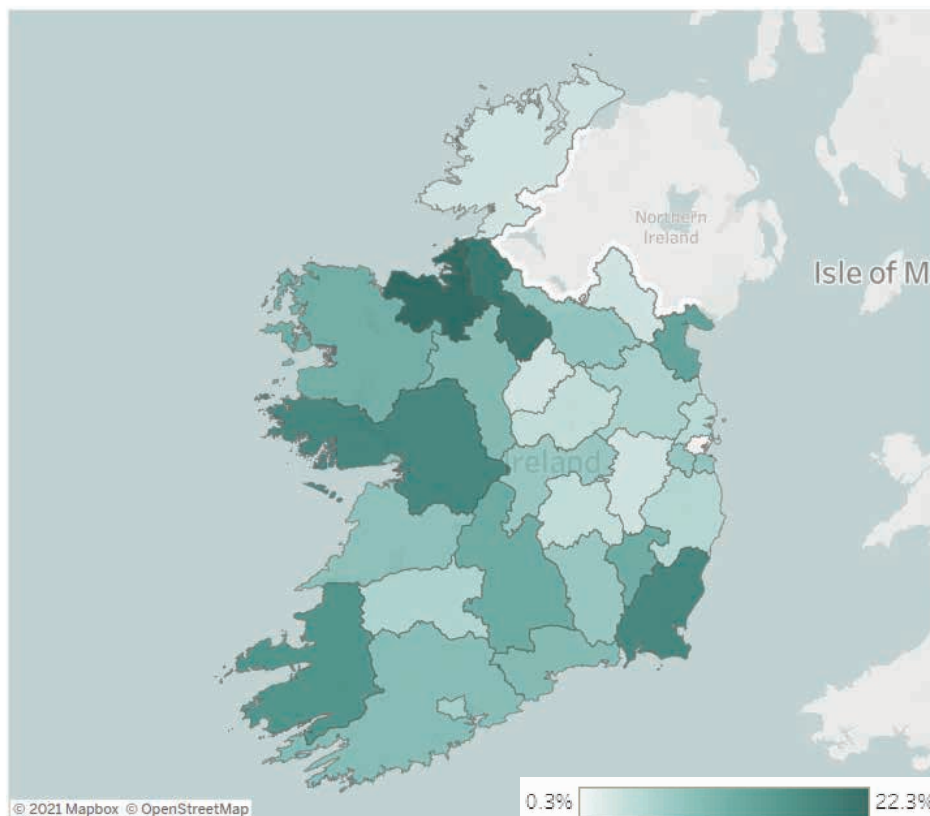 Northern
Ireland
Isle of M
Ireland
© 2021 Mapbox © OpenStreetMap
0.3%
22.3%